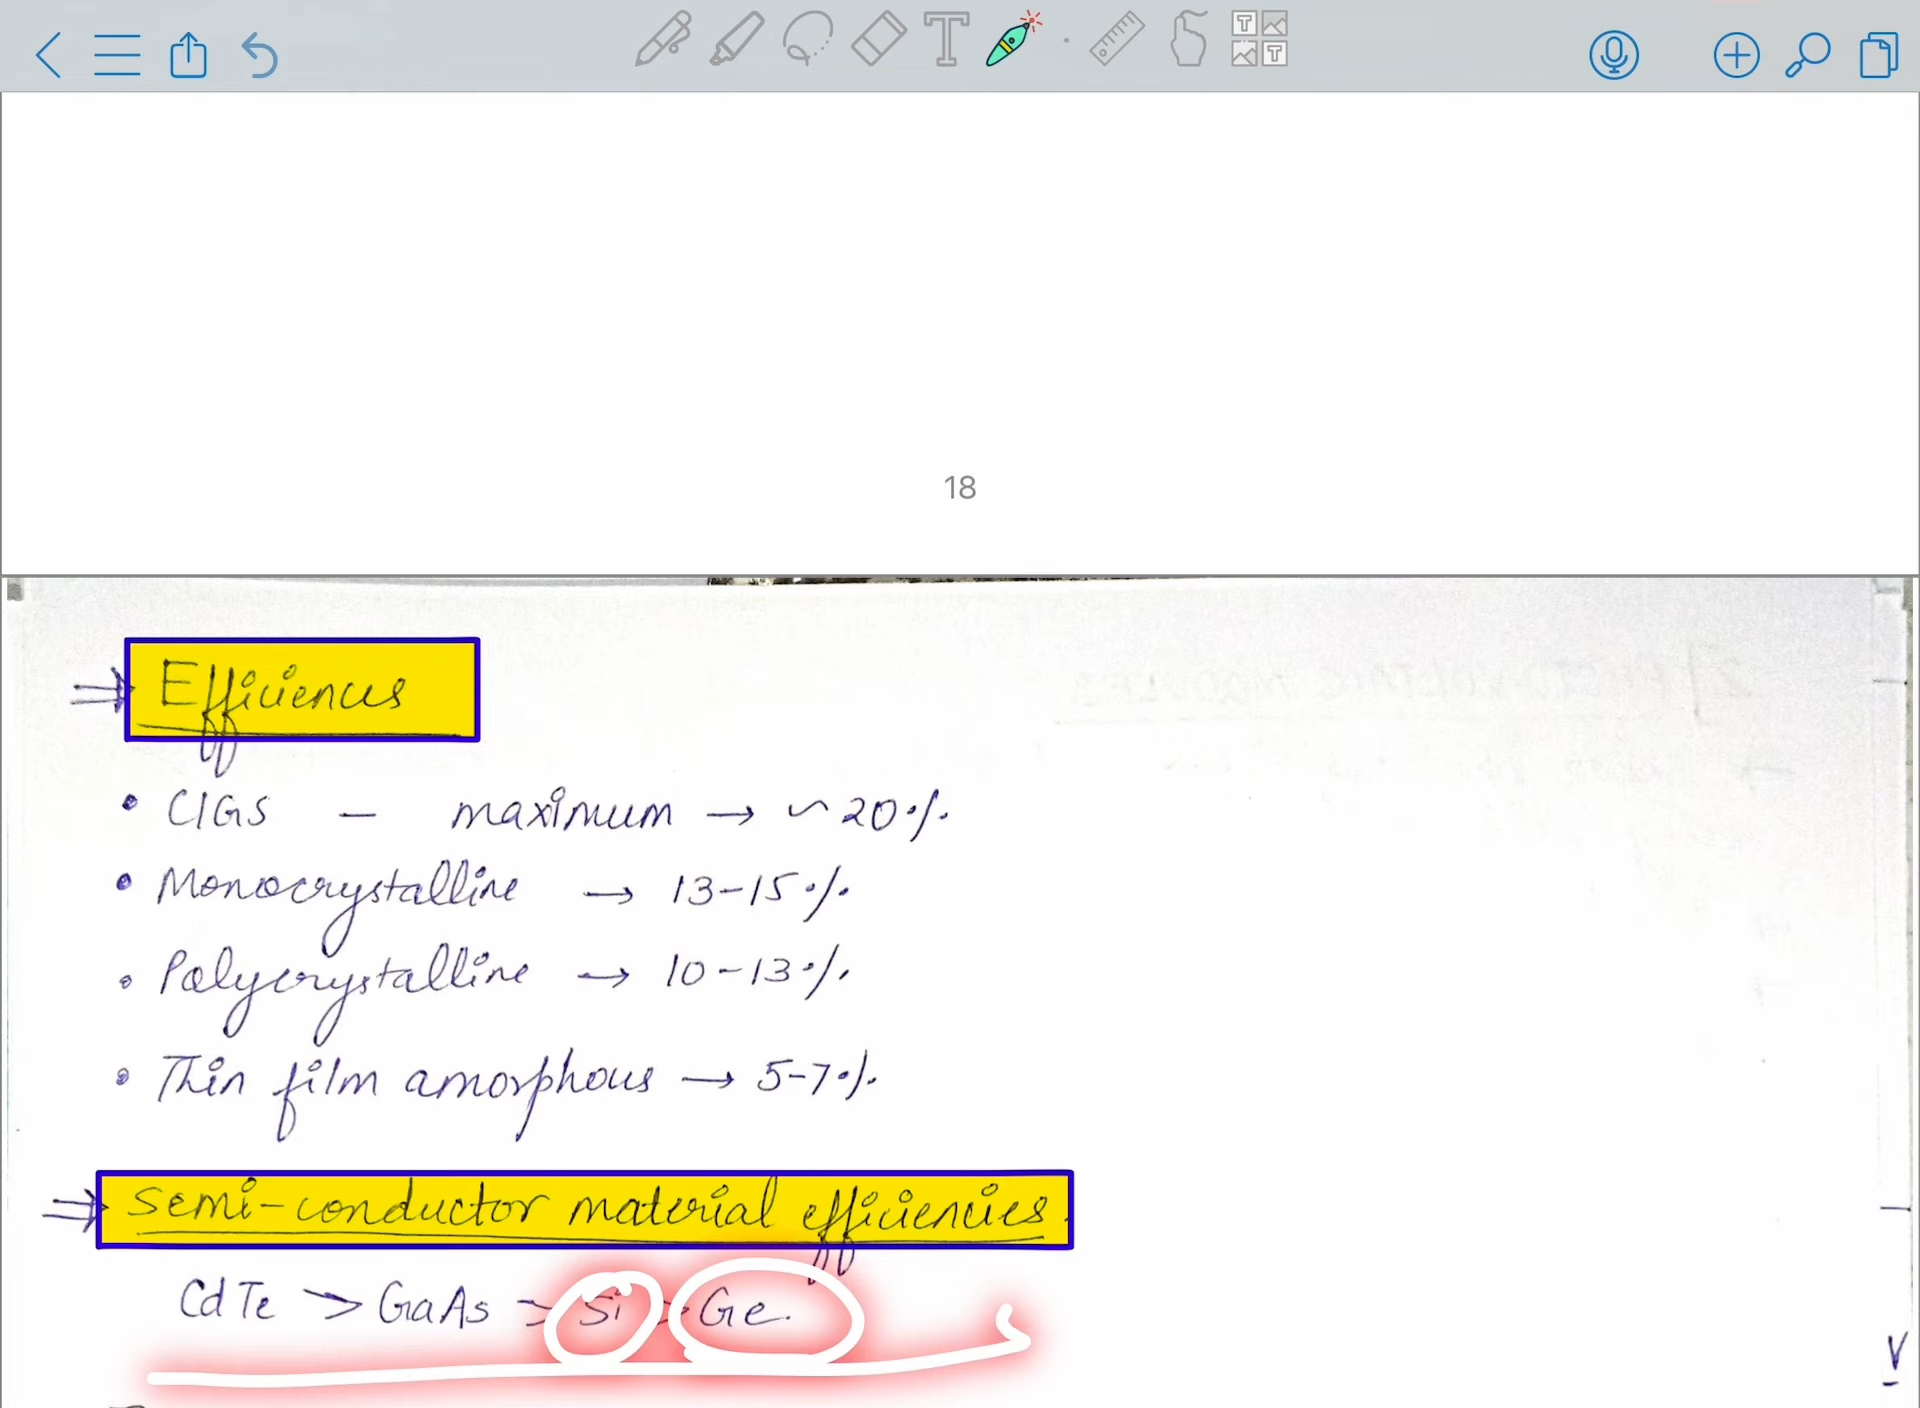 18
⇒ Efficiences
• CIGS — maximum → ~ 20%
• Monocrystalline → 13-15%
• Polycrystalline → 10-13%
• Thin film amorphous → 5-7%
⇒ Semi-conductor material efficiencies.
CdTe > GaAs > Si > Ge.